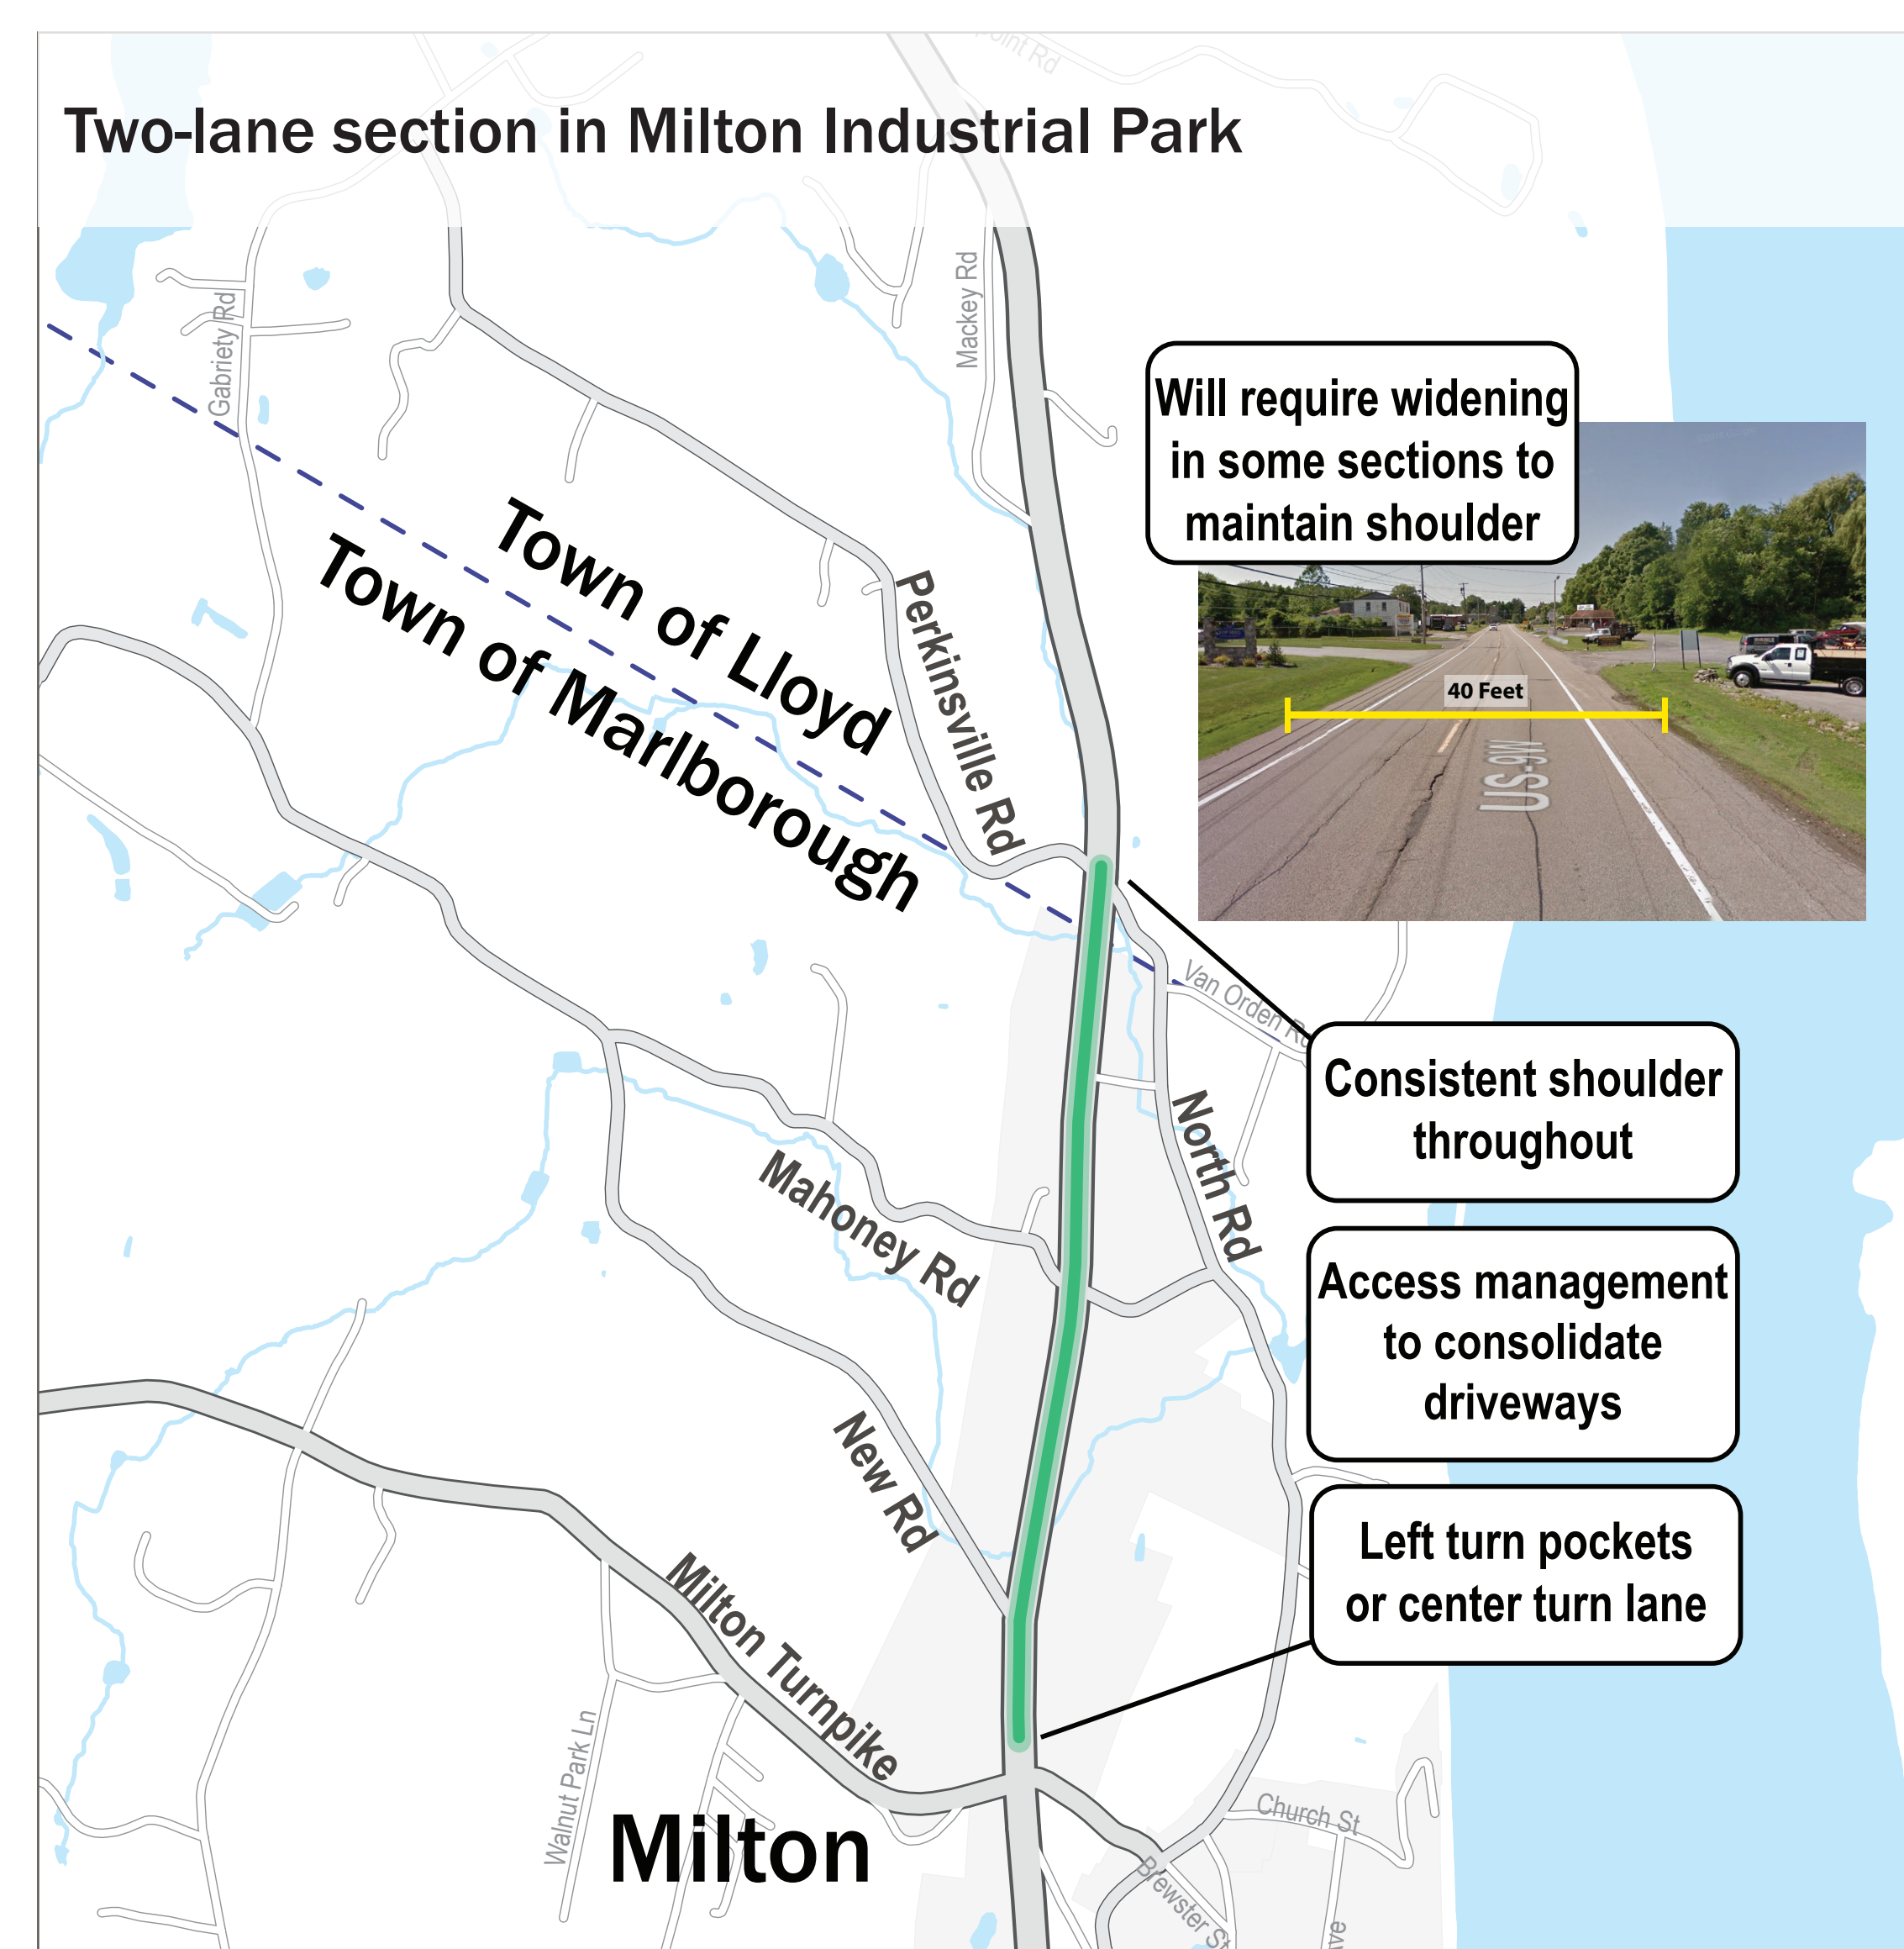 Point Rd
Two-lane section in Milton Industrial Park
Mackey Rd
Gabriety Rd
Will require widening
in some sections to
maintain shoulder
Town of Lloyd
Town of Marlborough
Perkinsville Rd
40 Feet
US-9W
Van Orden Rd
Consistent shoulder
throughout
North Rd
Mahoney Rd
Access management
to consolidate
driveways
New Rd
Left turn pockets
or center turn lane
Milton Turnpike
Walnut Park Ln
Milton
Church St
Brewster St
Ave